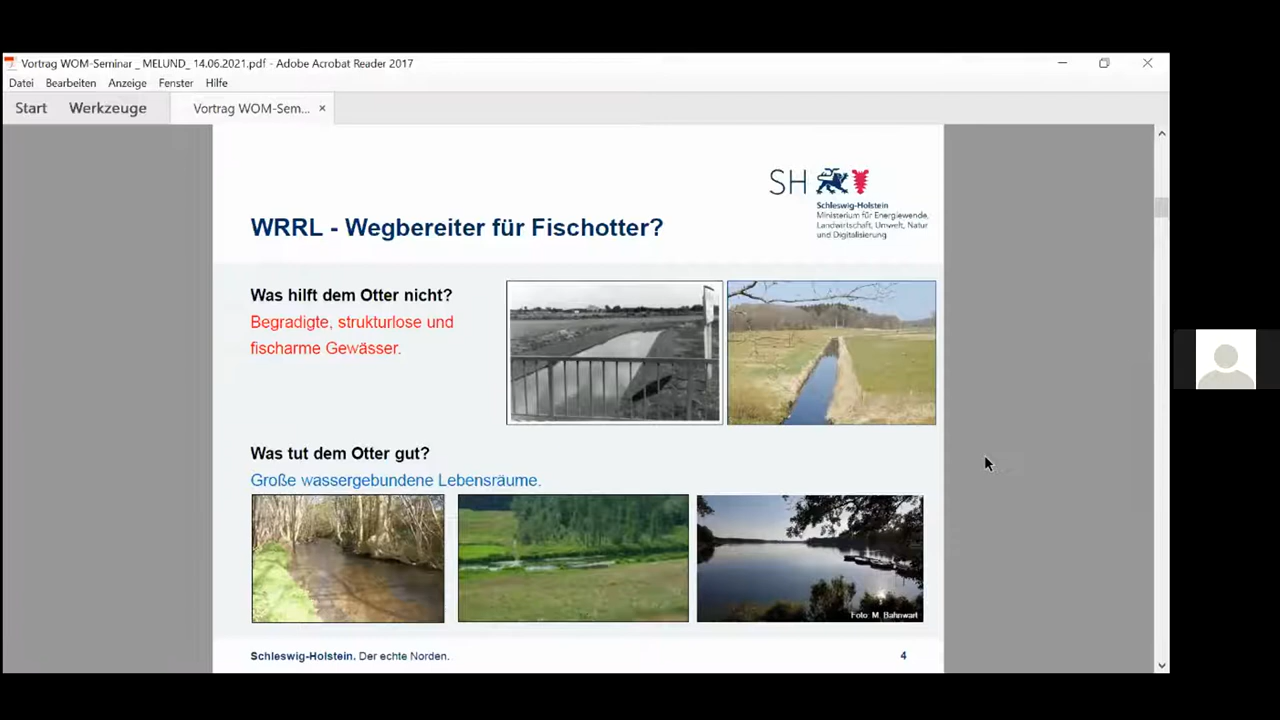 Vortrag WOM-Seminar _ MELUND_ 14.06.2021.pdf - Adobe Acrobat Reader 2017
Datei Bearbeiten Anzeige Fenster Hilfe
Start Werkzeuge Vortrag WOM-Sem...
SH
Schleswig-Holstein
Ministerium für Energiewende,
Landwirtschaft, Umwelt, Natur
und Digitalisierung
WRRL - Wegbereiter für Fischotter?
Was hilft dem Otter nicht?
Begradigte, strukturlose und
fischarme Gewässer.
Was tut dem Otter gut?
Große wassergebundene Lebensräume.
Foto: M. Bahnwart
Schleswig-Holstein. Der echte Norden.
4